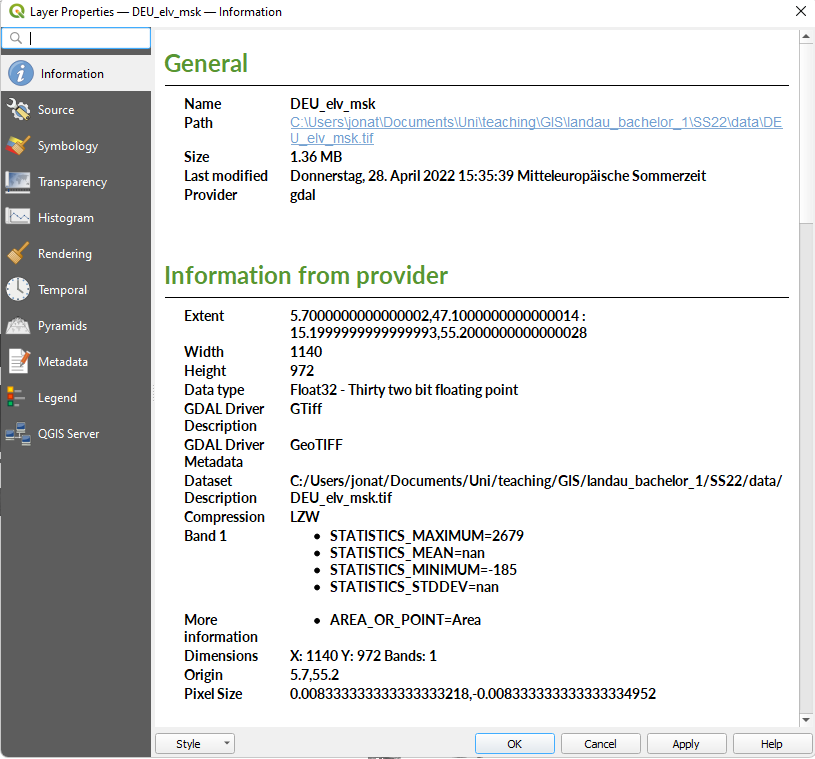 Layer Properties — DEU_elv_msk — Information
Information
Source
Symbology
Transparency
Histogram
Rendering
Temporal
Pyramids
Metadata
Legend
QGIS Server
General
Name DEU_elv_msk
Path C:\Users\jonat\Documents\Uni\teaching\GIS\landau_bachelor_1\SS22\data\DE
U_elv_msk.tif
Size 1.36 MB
Last modified Donnerstag, 28. April 2022 15:35:39 Mitteleuropäische Sommerzeit
Provider gdal
Information from provider
Extent 5.7000000000000002,47.1000000000000014 :
15.1999999999999993,55.2000000000000028
Width 1140
Height 972
Data type Float32 - Thirty two bit floating point
GDAL Driver GTiff
Description
GDAL Driver GeoTIFF
Metadata
Dataset C:/Users/jonat/Documents/Uni/teaching/GIS/landau_bachelor_1/SS22/data/
Description DEU_elv_msk.tif
Compression LZW
Band 1 • STATISTICS_MAXIMUM=2679
• STATISTICS_MEAN=nan
• STATISTICS_MINIMUM=-185
• STATISTICS_STDDEV=nan
More • AREA_OR_POINT=Area
information
Dimensions X: 1140 Y: 972 Bands: 1
Origin 5.7,55.2
Pixel Size 0.008333333333333333218,-0.008333333333333334952
Style
OK
Cancel
Apply
Help